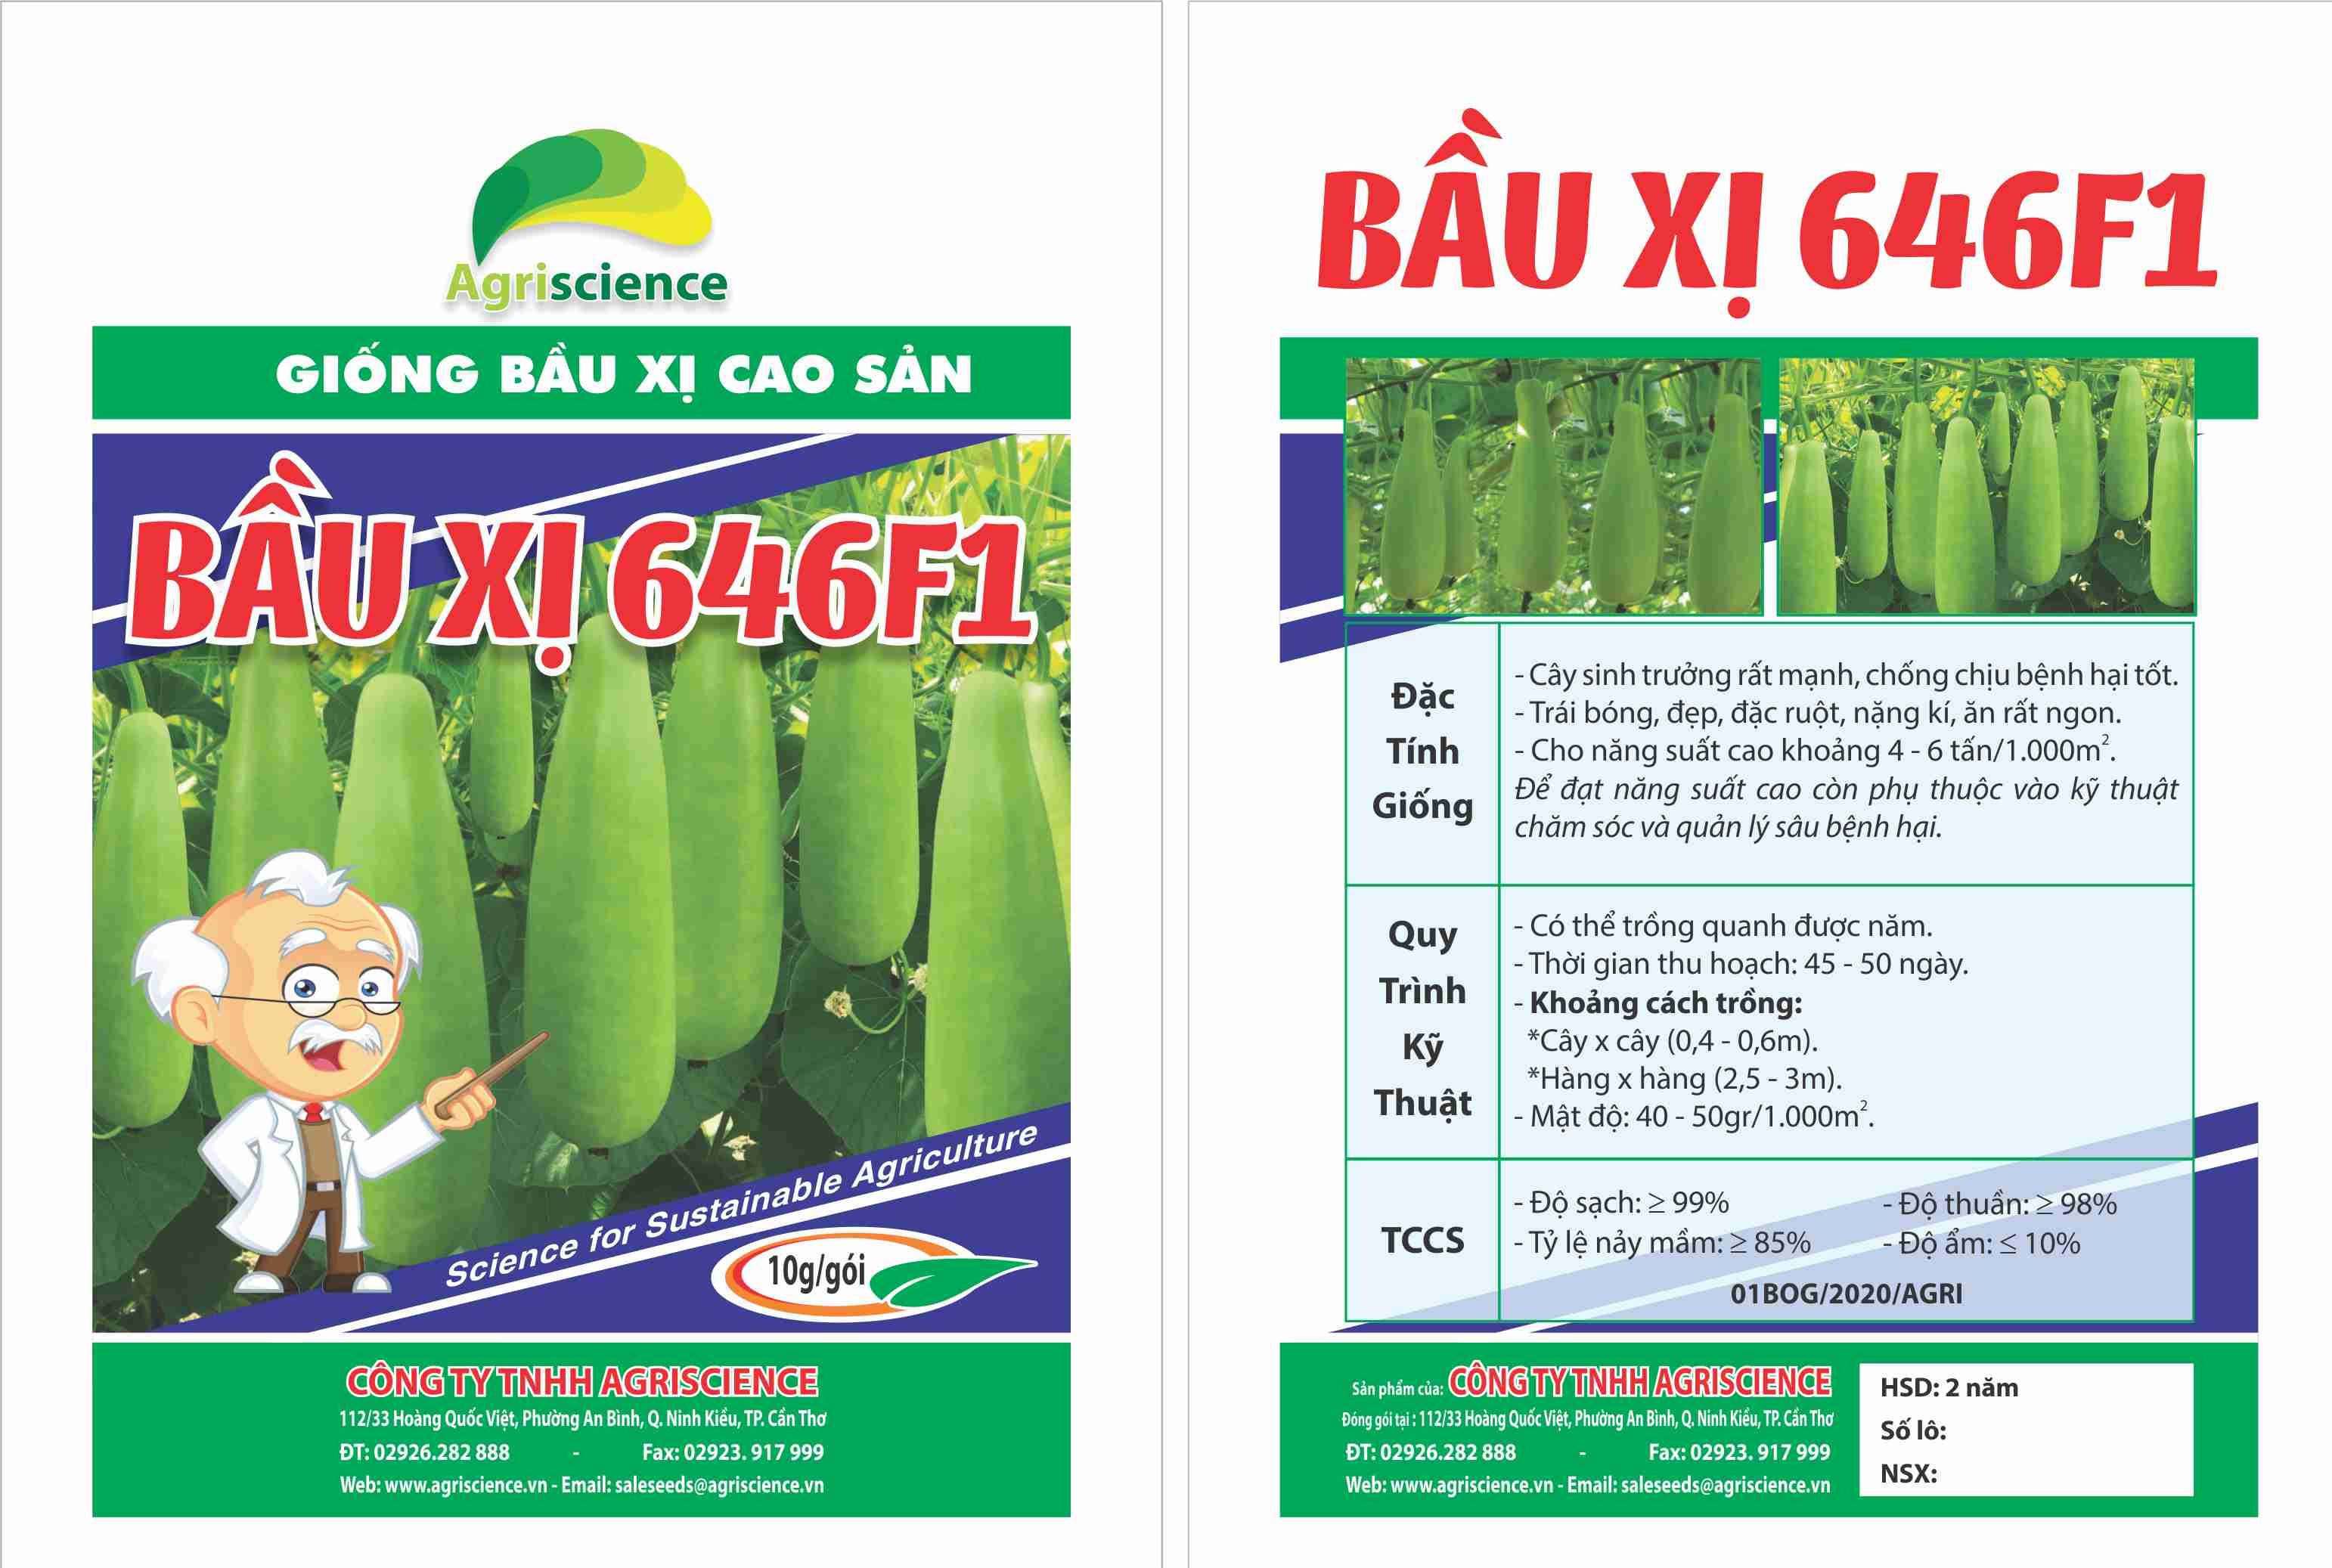 Agriscience
GIỐNG BẦU XỊ CAO SẢN
BẦU XỊ 646F1
Science for Sustainable Agriculture
10g/gói
CÔNG TY TNHH AGRISCIENCE
112/33 Hoàng Quốc Việt, Phường An Bình, Q. Ninh Kiều, TP. Cần Thơ
ĐT: 02926.282 888 - Fax: 02923. 917 999
Web: www.agriscience.vn - Email: saleseeds@agriscience.vn
BẦU XỊ 646F1
Đặc
Tính
Giống
- Cây sinh trưởng rất mạnh, chống chịu bệnh hại tốt.
- Trái bóng, đẹp, đặc ruột, nặng kí, ăn rất ngon.
- Cho năng suất cao khoảng 4 - 6 tấn/1.000m².
Để đạt năng suất cao còn phụ thuộc vào kỹ thuật
chăm sóc và quản lý sâu bệnh hại.
Quy
Trình
Kỹ
Thuật
- Có thể trồng quanh được năm.
- Thời gian thu hoạch: 45 - 50 ngày.
- Khoảng cách trồng:
*Cây x cây (0,4 - 0,6m).
*Hàng x hàng (2,5 - 3m).
- Mật độ: 40 - 50gr/1.000m².
TCCS
- Độ sạch: ≥ 99% - Độ thuần: ≥ 98%
- Tỷ lệ nảy mầm: ≥ 85% - Độ ẩm: ≤ 10%
01BOG/2020/AGRI
Sản phẩm của: CÔNG TY TNHH AGRISCIENCE
Đóng gói tại : 112/33 Hoàng Quốc Việt, Phường An Bình, Q. Ninh Kiều, TP. Cần Thơ
ĐT: 02926.282 888 - Fax: 02923. 917 999
Web: www.agriscience.vn - Email: saleseeds@agriscience.vn
HSD: 2 năm
Số lô:
NSX: